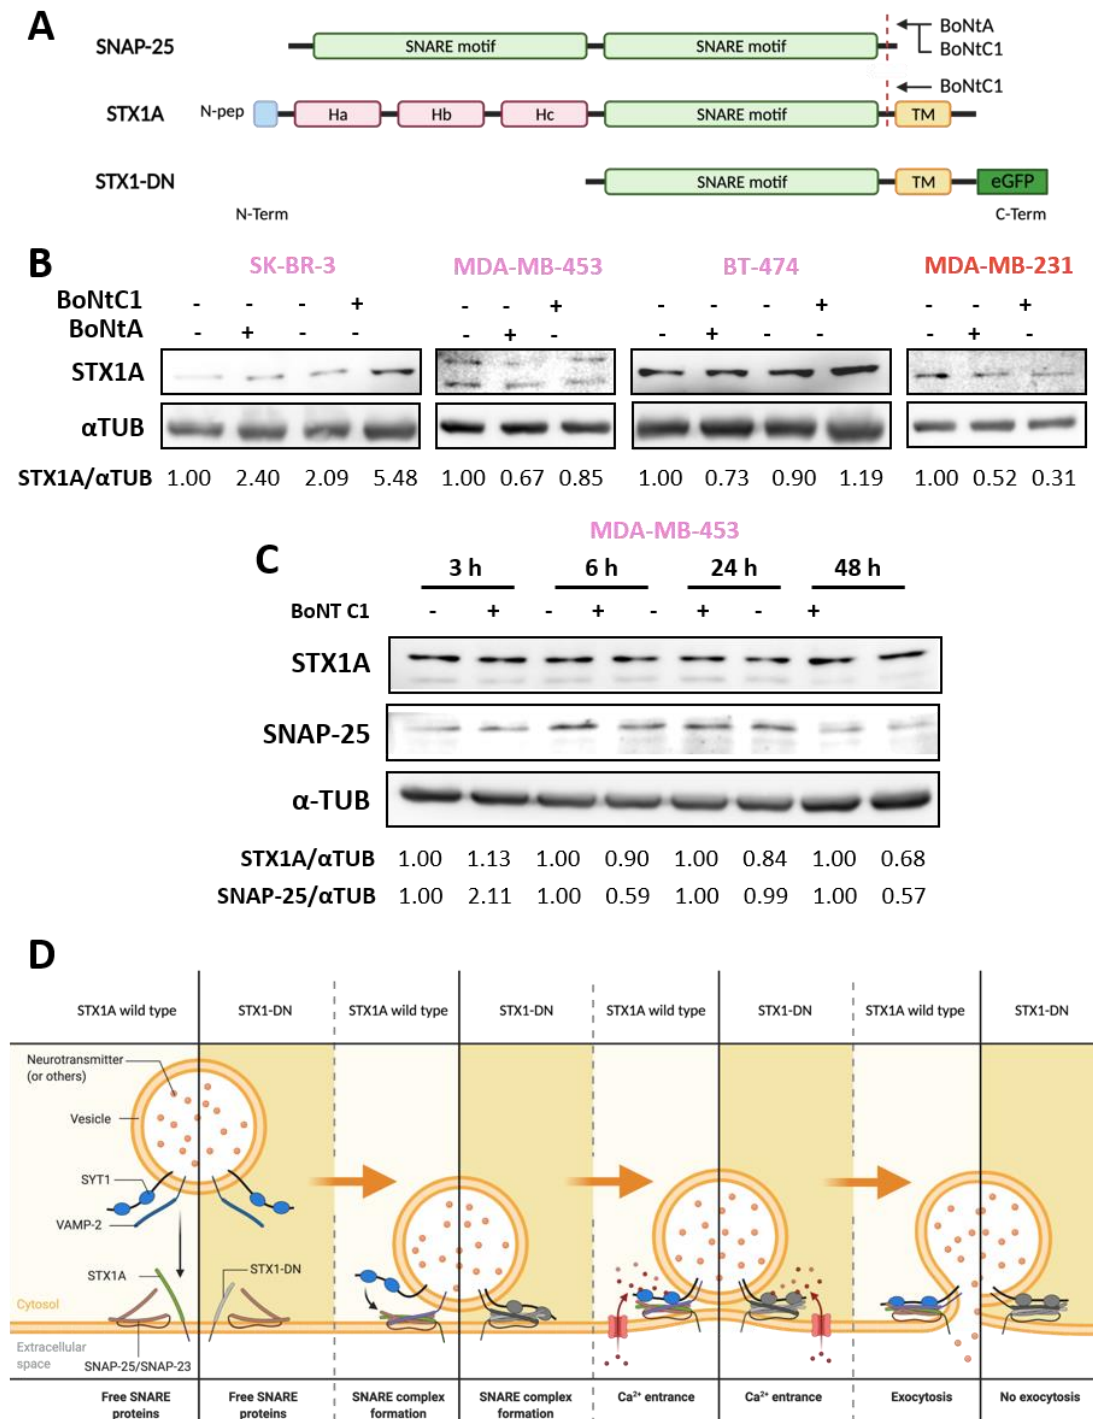 A
SNAP-25 SNARE motif SNARE motif BoNtA
BoNtC1
STX1A N-pep Ha Hb Hc SNARE motif TM BoNtC1
STX1-DN SNARE motif TM eGFP
N-Term C-Term
B
SK-BR-3 MDA-MB-453 BT-474 MDA-MB-231
BoNtC1 - - - + - - + - - - + - - +
BoNtA - + - - - + - - + - - - + -
STX1A
αTUB
STX1A/αTUB 1.00 2.40 2.09 5.48 1.00 0.67 0.85 1.00 0.73 0.90 1.19 1.00 0.52 0.31
MDA-MB-453
C
3 h 6 h 24 h 48 h
BoNT C1 - + - + - + - +
STX1A
SNAP-25
α-TUB
STX1A/αTUB 1.00 1.13 1.00 0.90 1.00 0.84 1.00 0.68
SNAP-25/αTUB 1.00 2.11 1.00 0.59 1.00 0.99 1.00 0.57
D
STX1A wild type STX1-DN STX1A wild type STX1-DN STX1A wild type STX1-DN STX1A wild type STX1-DN
Neurotransmitter
(or others)
Vesicle
SYT1
VAMP-2
STX1A STX1-DN
Cytosol
Extracellular
space
SNAP-25/SNAP-23
Free SNARE
proteins
Free SNARE
proteins
SNARE complex
formation
SNARE complex
formation
Ca²⁺ entrance
Ca²⁺ entrance
Exocytosis
No exocytosis